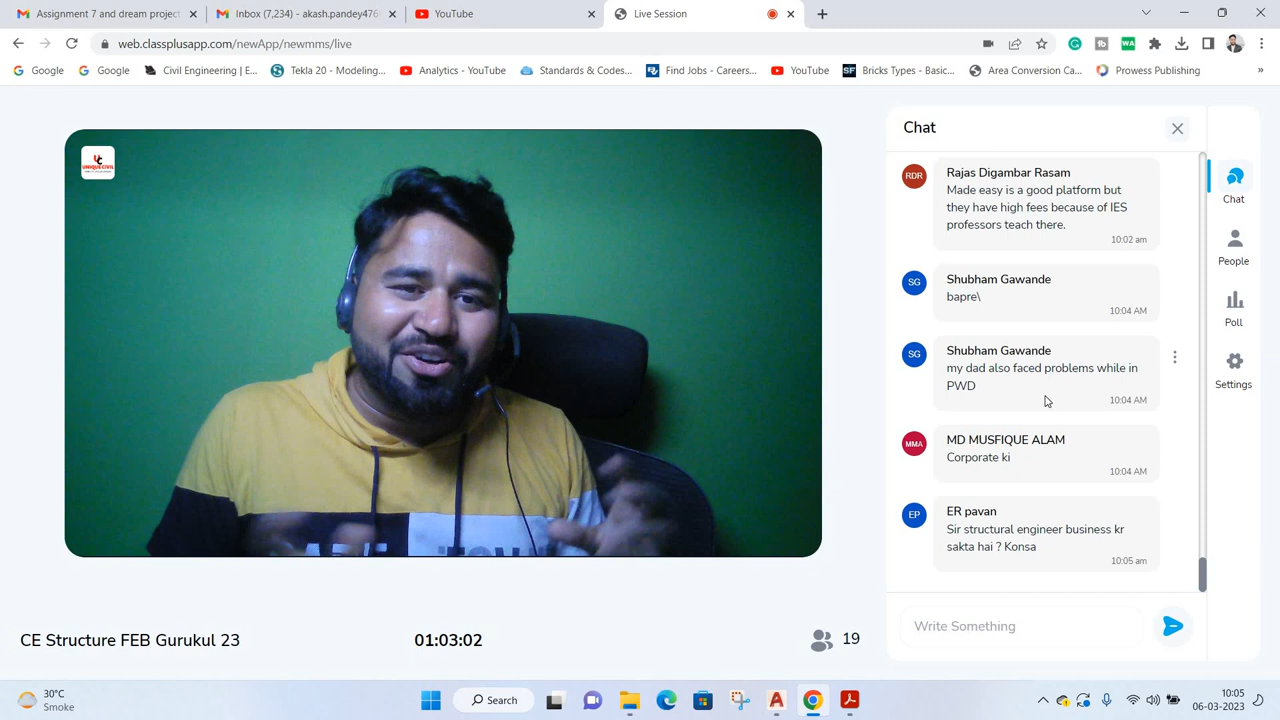 Assignment 7 and dream project
Inbox (7,234) - akash.pandey476
YouTube
Live Session
web.classplusapp.com/newApp/newmms/live
Google
Google
Civil Engineering | E...
Tekla 20 - Modeling...
Analytics - YouTube
Standards & Codes...
Find Jobs - Careers...
YouTube
Bricks Types - Basic...
Area Conversion Ca...
Prowess Publishing
UNIQUE CIVIL
Chat
RDR
Rajas Digambar Rasam
Made easy is a good platform but
they have high fees because of IES
professors teach there.
10:02 am
SG
Shubham Gawande
bapre\
10:04 AM
SG
Shubham Gawande
my dad also faced problems while in
PWD
10:04 AM
MMA
MD MUSFIQUE ALAM
Corporate ki
10:04 AM
EP
ER pavan
Sir structural engineer business kr
sakta hai ? Konsa
10:05 am
Write Something
Chat
People
Poll
Settings
CE Structure FEB Gurukul 23
01:03:02
19
30°C
Smoke
Search
10:05
06-03-2023